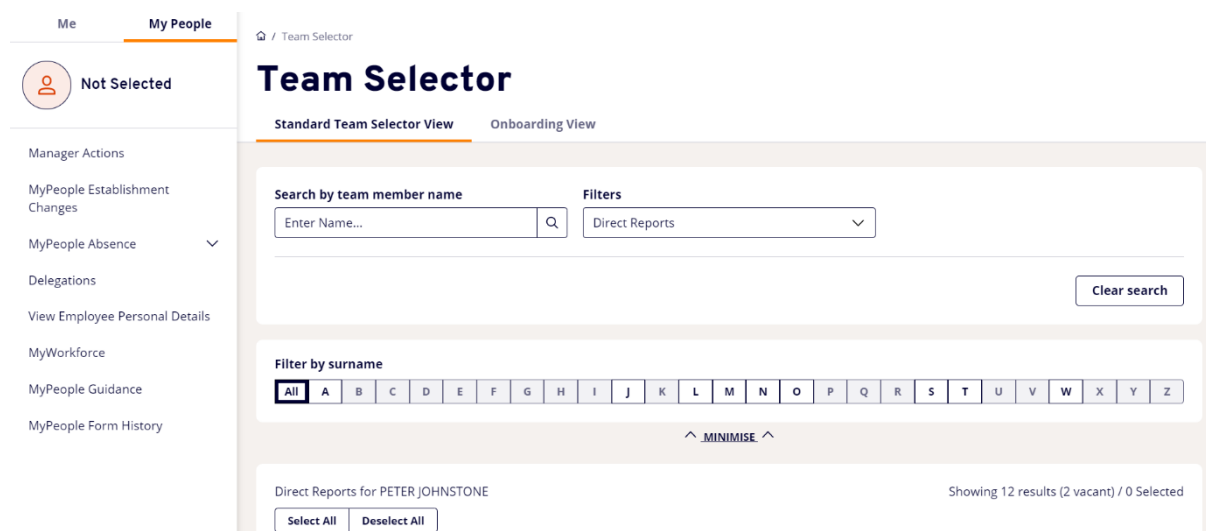 Me My People
Not Selected
Manager Actions
MyPeople Establishment
Changes
MyPeople Absence
Delegations
View Employee Personal Details
MyWorkforce
MyPeople Guidance
MyPeople Form History
/ Team Selector
Team Selector
Standard Team Selector View Onboarding View
Search by team member name Filters
Enter Name... Direct Reports
Clear search
Filter by surname
All A B C D E F G H I J K L M N O P Q R S T U V W X Y Z
MINIMISE
Direct Reports for PETER JOHNSTONE Showing 12 results (2 vacant) / 0 Selected
Select All Deselect All